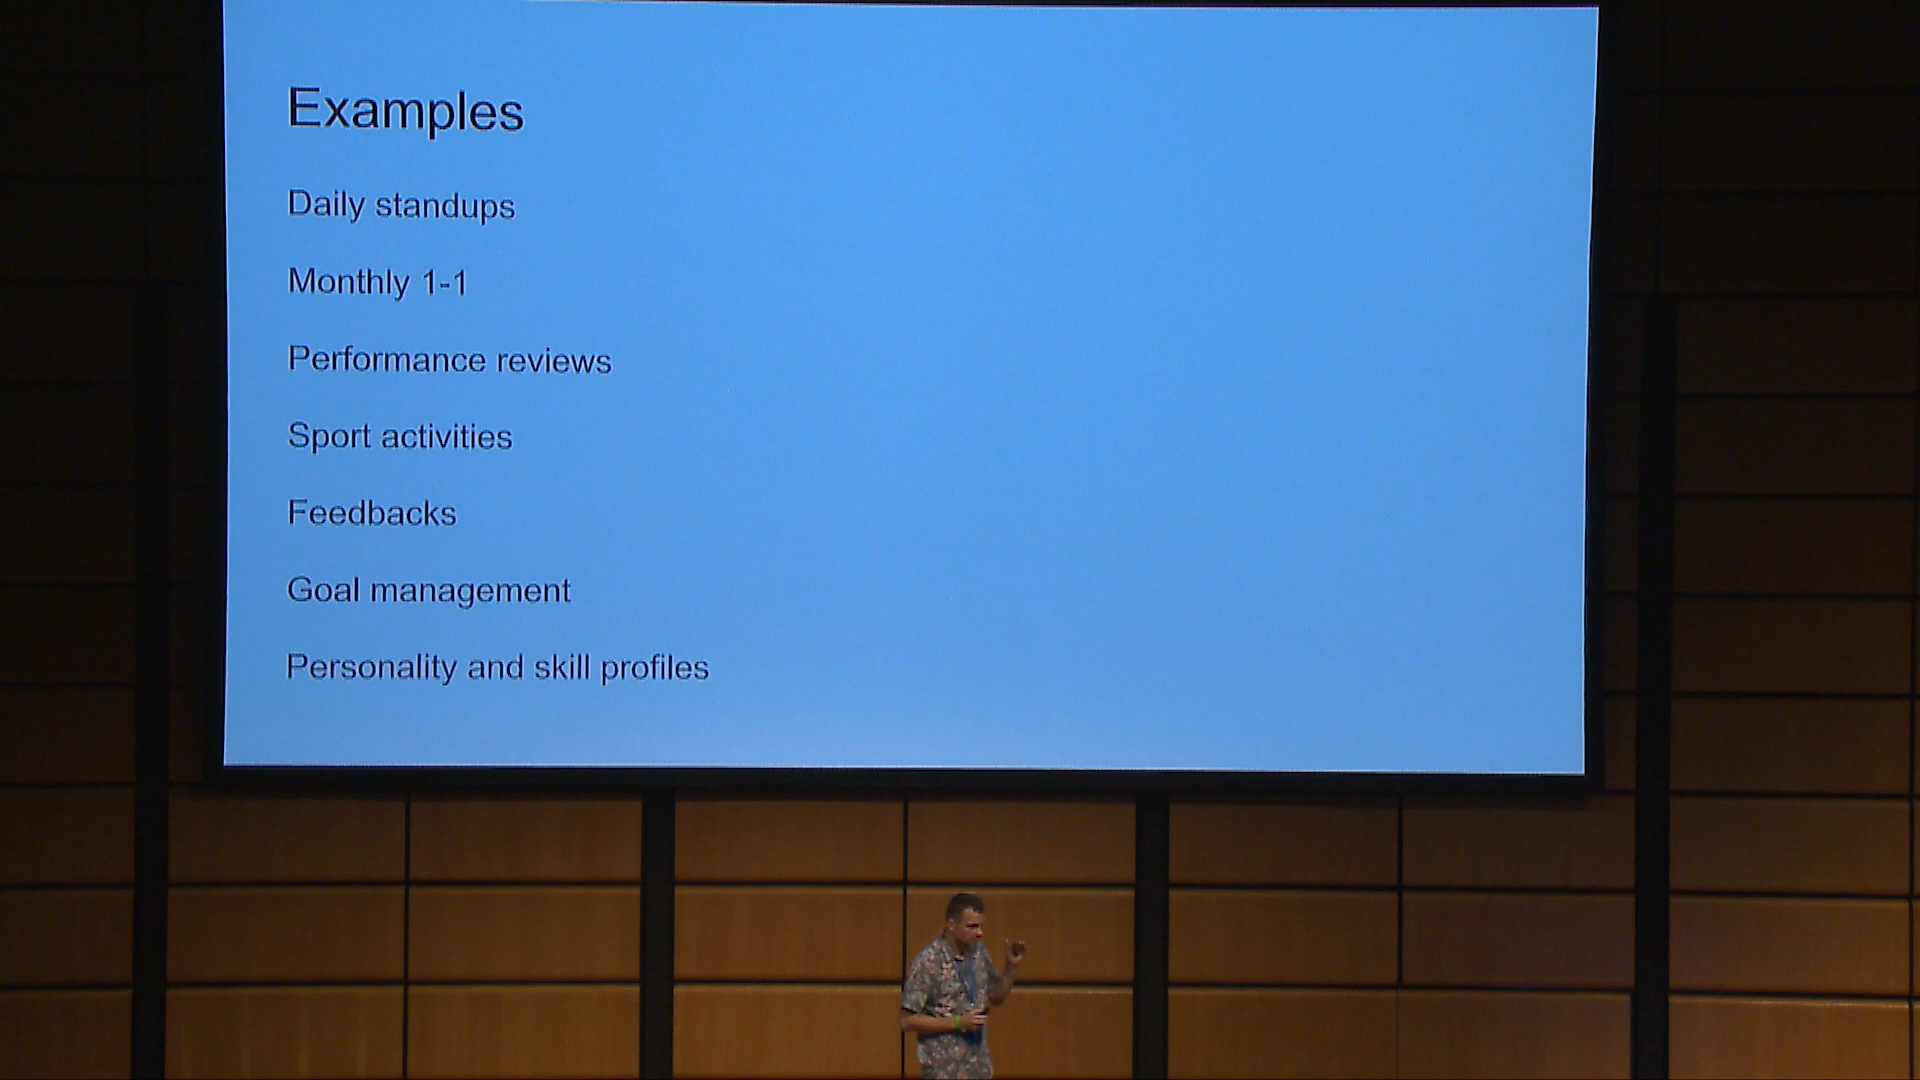 Examples
Daily standups
Monthly 1-1
Performance reviews
Sport activities
Feedbacks
Goal management
Personality and skill profiles